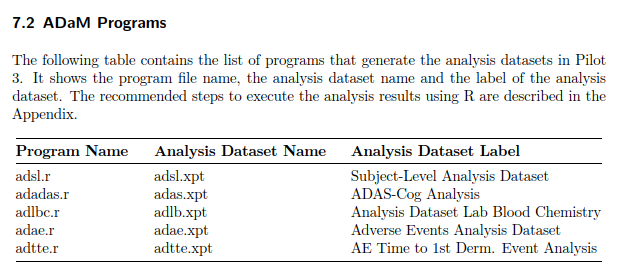 7.2 ADaM Programs
The following table contains the list of programs that generate the analysis datasets in Pilot
3. It shows the program file name, the analysis dataset name and the label of the analysis
dataset. The recommended steps to execute the analysis results using R are described in the
Appendix.
Program Name Analysis Dataset Name Analysis Dataset Label
adsl.r adsl.xpt Subject-Level Analysis Dataset
adadas.r adas.xpt ADAS-Cog Analysis
adlbc.r adlb.xpt Analysis Dataset Lab Blood Chemistry
adae.r adae.xpt Adverse Events Analysis Dataset
adtte.r adtte.xpt AE Time to 1st Derm. Event Analysis